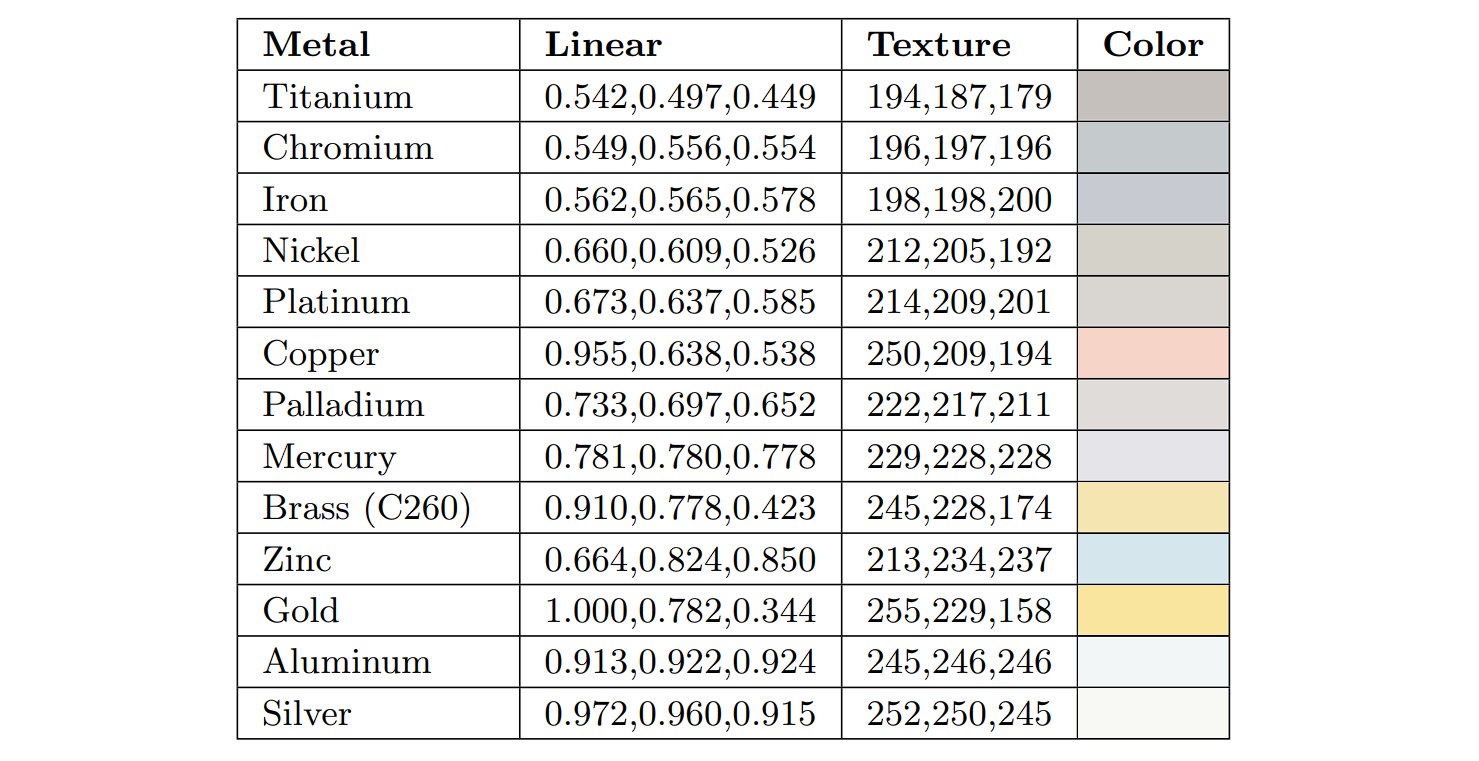 Metal Linear Texture Color
Titanium 0.542,0.497,0.449 194,187,179
Chromium 0.549,0.556,0.554 196,197,196
Iron 0.562,0.565,0.578 198,198,200
Nickel 0.660,0.609,0.526 212,205,192
Platinum 0.673,0.637,0.585 214,209,201
Copper 0.955,0.638,0.538 250,209,194
Palladium 0.733,0.697,0.652 222,217,211
Mercury 0.781,0.780,0.778 229,228,228
Brass (C260) 0.910,0.778,0.423 245,228,174
Zinc 0.664,0.824,0.850 213,234,237
Gold 1.000,0.782,0.344 255,229,158
Aluminum 0.913,0.922,0.924 245,246,246
Silver 0.972,0.960,0.915 252,250,245